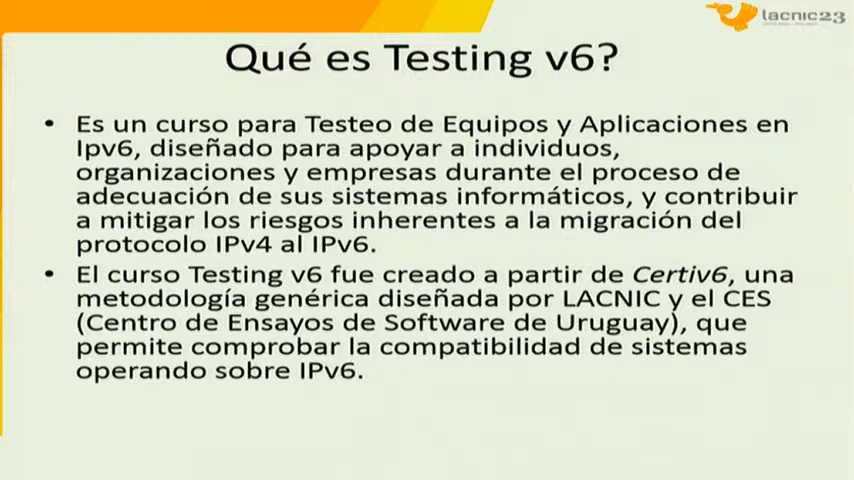 lacnic23
Qué es Testing v6?
• Es un curso para Testeo de Equipos y Aplicaciones en
Ipv6, diseñado para apoyar a individuos,
organizaciones y empresas durante el proceso de
adecuación de sus sistemas informáticos, y contribuir
a mitigar los riesgos inherentes a la migración del
protocolo IPv4 al IPv6.
• El curso Testing v6 fue creado a partir de Certiv6, una
metodología genérica diseñada por LACNIC y el CES
(Centro de Ensayos de Software de Uruguay), que
permite comprobar la compatibilidad de sistemas
operando sobre IPv6.